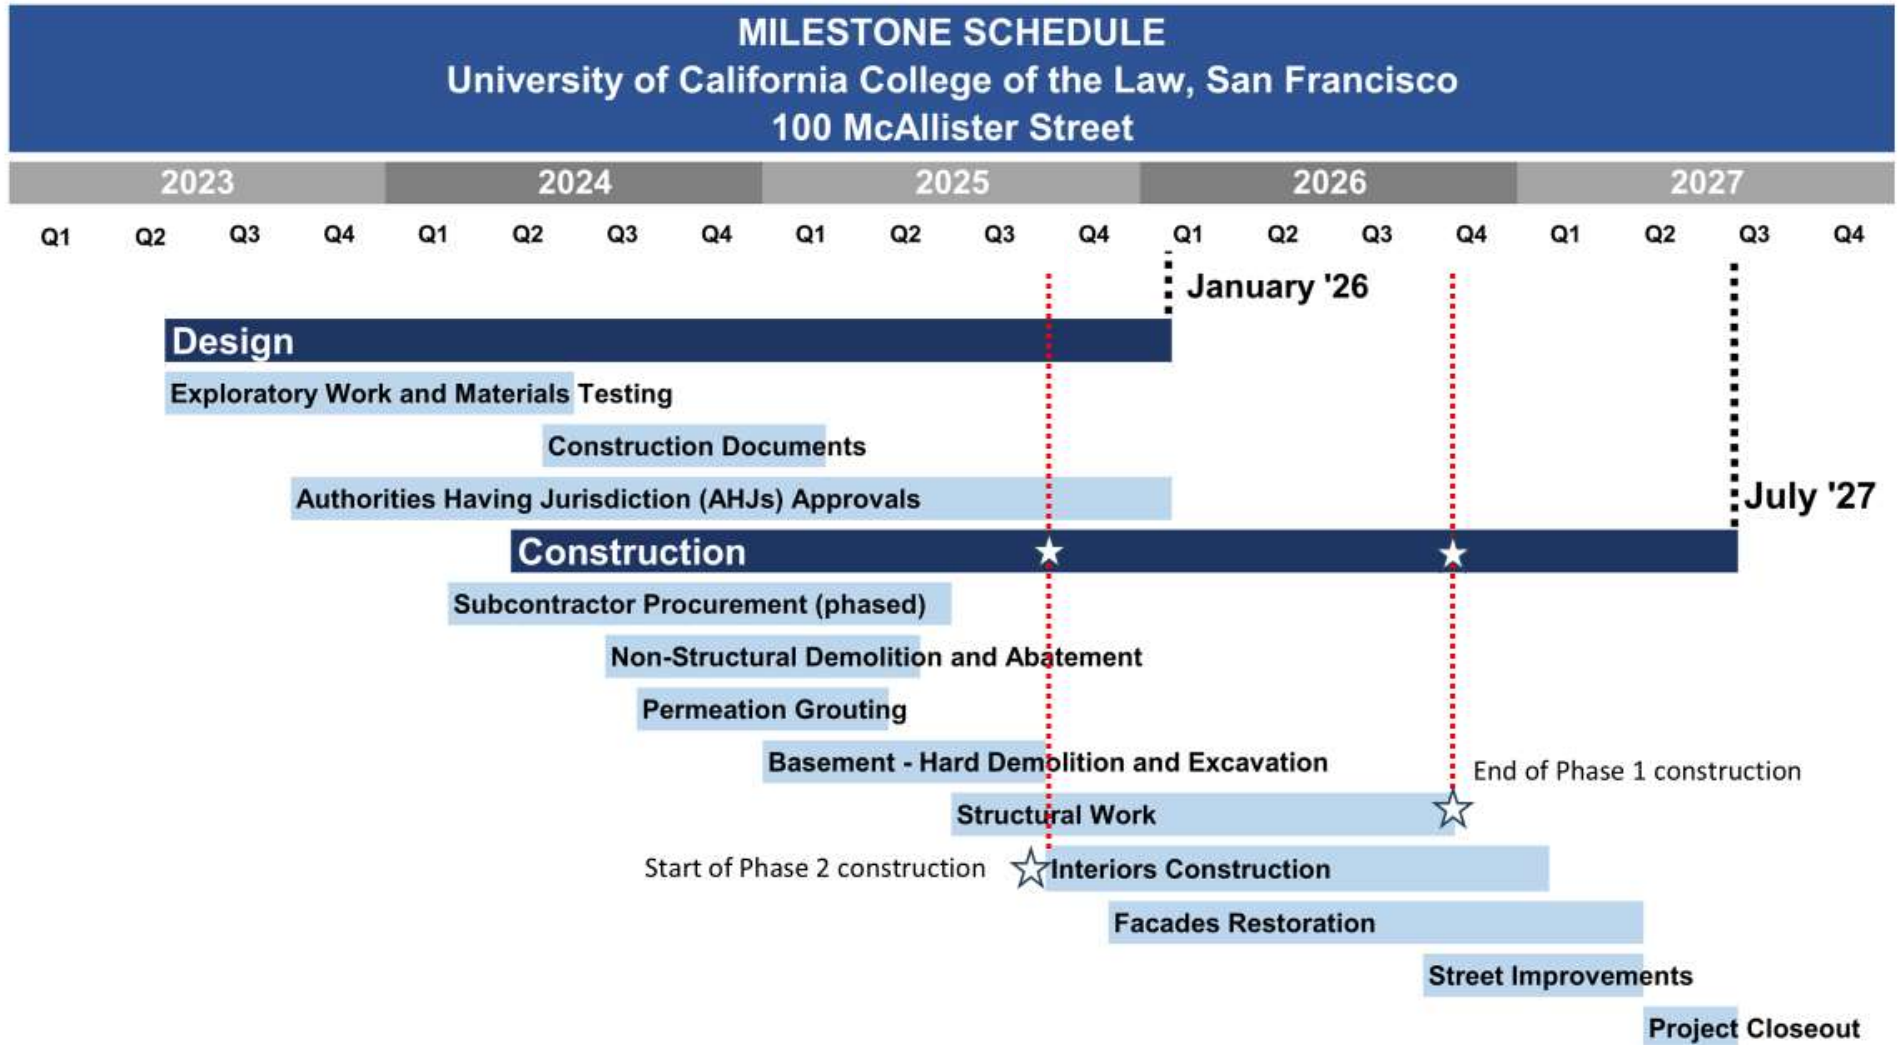 MILESTONE SCHEDULE
University of California College of the Law, San Francisco
100 McAllister Street
2023 2024 2025 2026 2027
Q1 Q2 Q3 Q4 Q1 Q2 Q3 Q4 Q1 Q2 Q3 Q4 Q1 Q2 Q3 Q4 Q1 Q2 Q3 Q4
January '26
Design
Exploratory Work and Materials Testing
Construction Documents
Authorities Having Jurisdiction (AHJs) Approvals
July '27
Construction
Subcontractor Procurement (phased)
Non-Structural Demolition and Abatement
Permeation Grouting
Basement - Hard Demolition and Excavation
End of Phase 1 construction
Structural Work
Start of Phase 2 construction
Interiors Construction
Facades Restoration
Street Improvements
Project Closeout